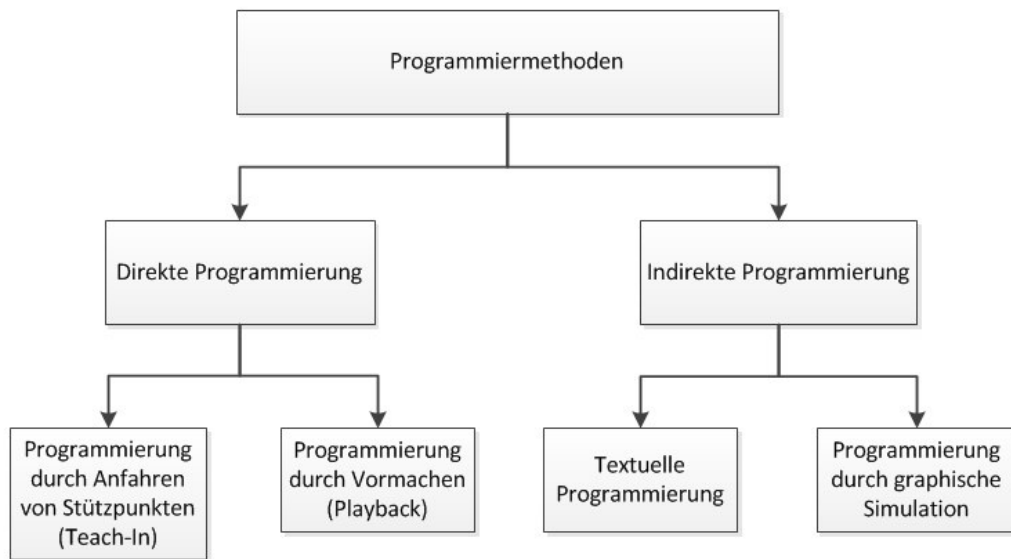 Programmiermethoden
Direkte Programmierung
Indirekte Programmierung
Programmierung
durch Anfahren
von Stützpunkten
(Teach-In)
Programmierung
durch Vormachen
(Playback)
Textuelle
Programmierung
Programmierung
durch graphische
Simulation